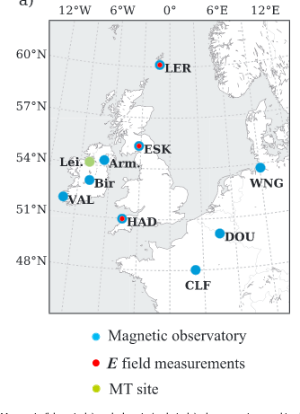 a)
12°W 6°W 0° 6°E 12°E
60°N
LER
57°N
54°N
ESK
Léi. Arm.
Bir
WNG
VAL
51°N
HAD
DOU
48°N
CLF
Magnetic observatory
E field measurements
MT site